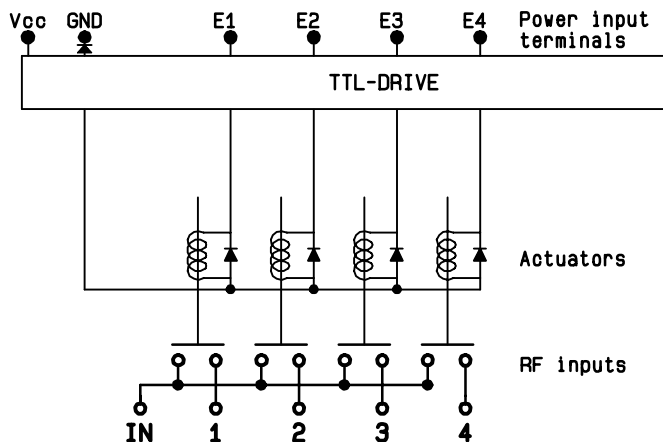 Vcc GND E1 E2 E3 E4 Power input
terminals
TTL-DRIVE
Actuators
RF inputs
IN 1 2 3 4